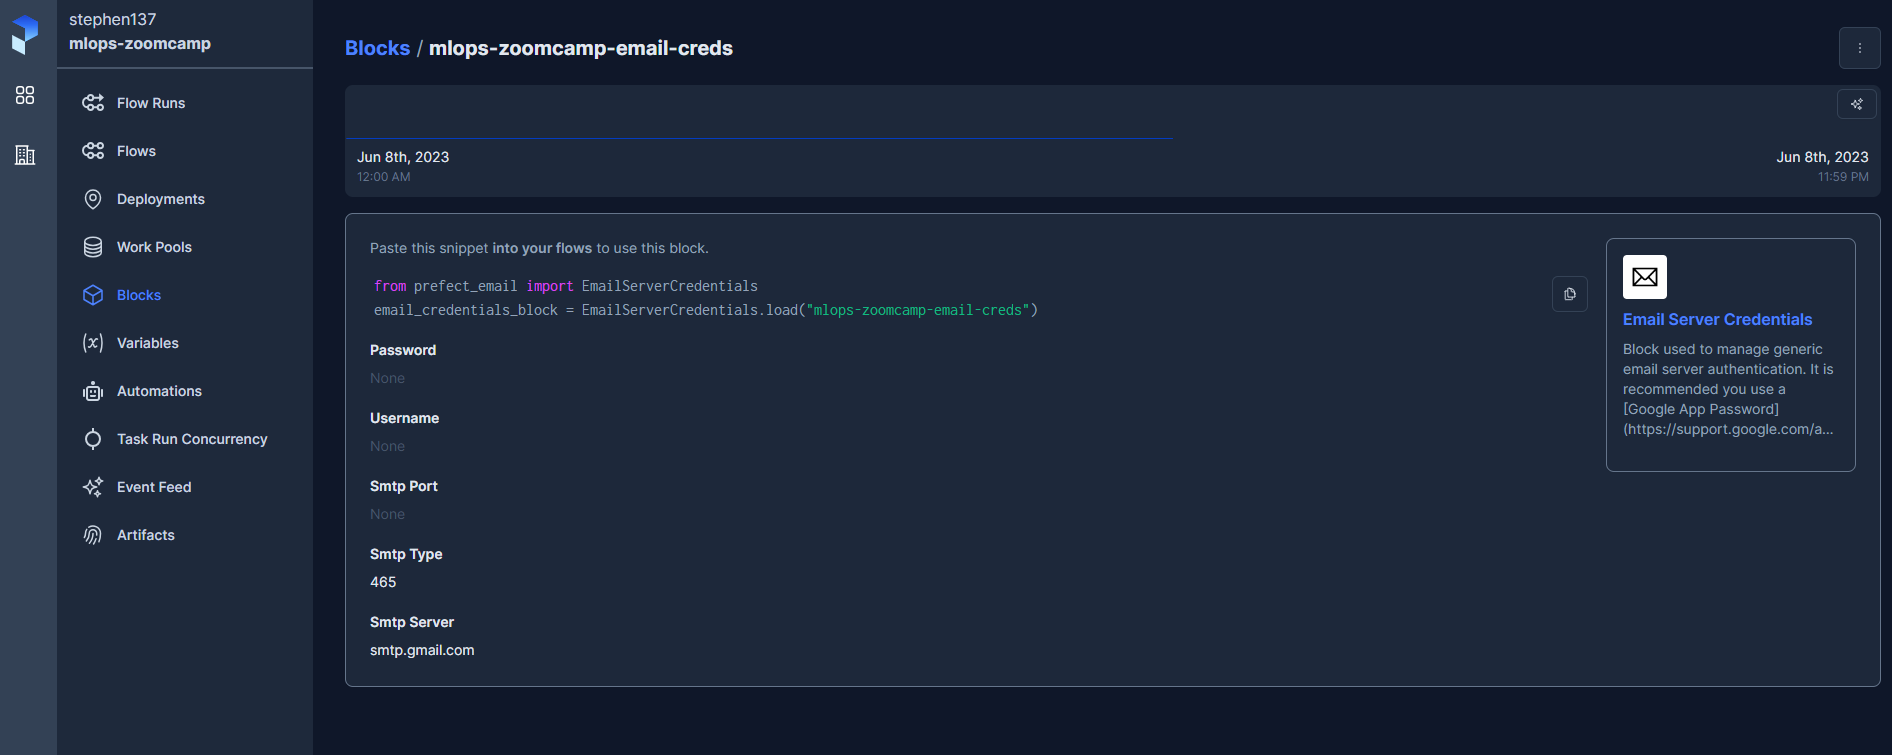 stephen137
mlops-zoomcamp
Flow Runs
Flows
Deployments
Work Pools
Blocks
Variables
Automations
Task Run Concurrency
Event Feed
Artifacts
Blocks / mlops-zoomcamp-email-creds
Jun 8th, 2023
12:00 AM
Jun 8th, 2023
11:59 PM
Paste this snippet into your flows to use this block.
from prefect_email import EmailServerCredentials
email_credentials_block = EmailServerCredentials.load("mlops-zoomcamp-email-creds")
Password
None
Username
None
Smtp Port
None
Smtp Type
465
Smtp Server
smtp.gmail.com
Email Server Credentials
Block used to manage generic
email server authentication. It is
recommended you use a
[Google App Password]
(https://support.google.com/a...